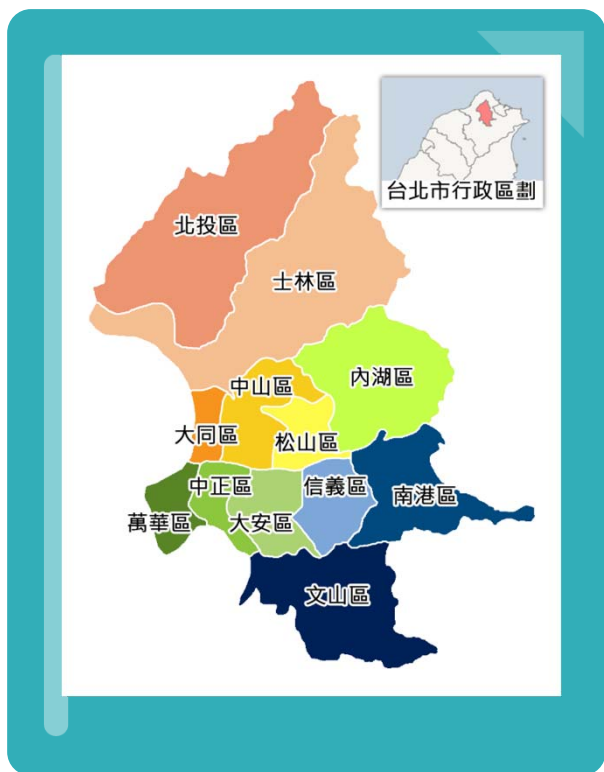 台北市行政區劃
北投區
士林區
內湖區
中山區
大同區
松山區
中正區
信義區
南港區
萬華區
大安區
文山區